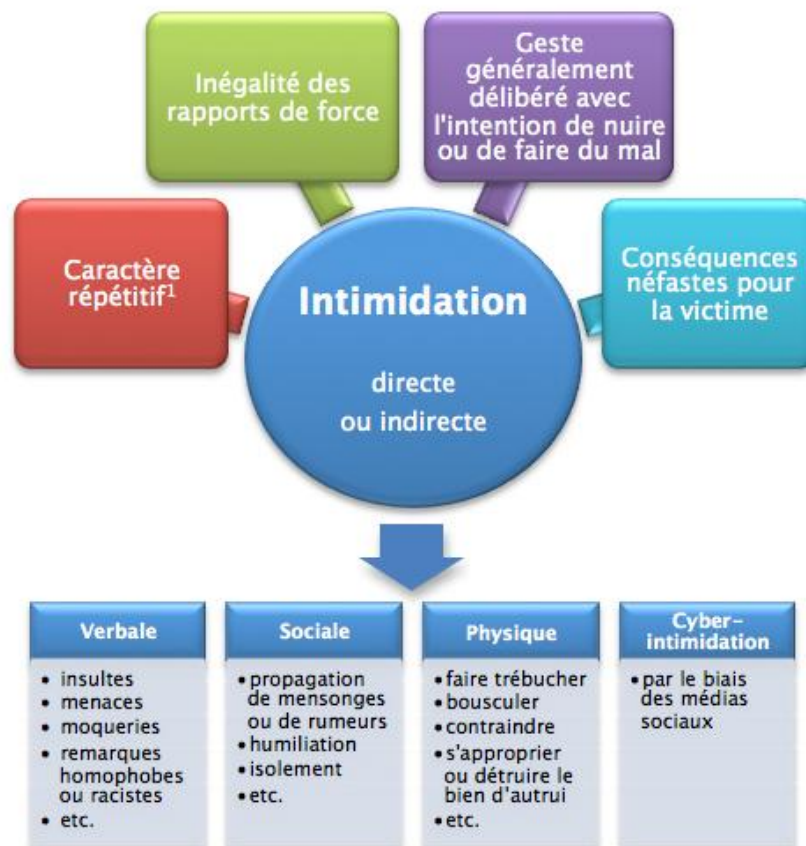 Inégalité des
rapports de force
Geste
généralement
délibéré avec
l'intention de nuire
ou de faire du mal
Caractère
répétitif¹
Conséquences
néfastes pour
la victime
Intimidation
directe
ou indirecte
Verbale
• insultes
• menaces
• moqueries
• remarques
homophobes
ou racistes
• etc.
Sociale
• propagation
de mensonges
ou de rumeurs
• humiliation
• isolement
• etc.
Physique
• faire trébucher
• bousculer
• contraindre
• s'approprier
ou détruire le
bien d'autrui
• etc.
Cyber-
intimidation
• par le biais
des médias
sociaux